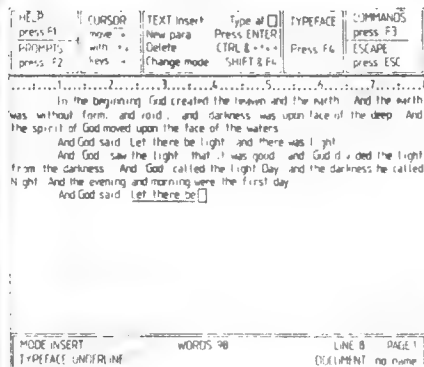 HELP CURSOR TEXT Insert Type at TYPEFACE COMMANDS
press F1 move New para Press ENTER press F3
PROMPTS with Delete CTRL & Press F4 ESCAPE
press F2 keys Change mode SHIFT & F4 press ESC
In the beginning God created the heaven and the earth And the earth
was without form, and void, and darkness was upon face of the deep And
the spirit of God moved upon the face of the waters
And God said Let there be light and there was light
And God saw the light that it was good and God divided the light
from the darkness And God called the light Day and the darkness he called
Night And the evening and morning were the first day
And God said Let there be
MODE INSERT WORDS 98 LINE 8 PAGE 1
TYPEFACE UNDERLINE DOCUMENT no name